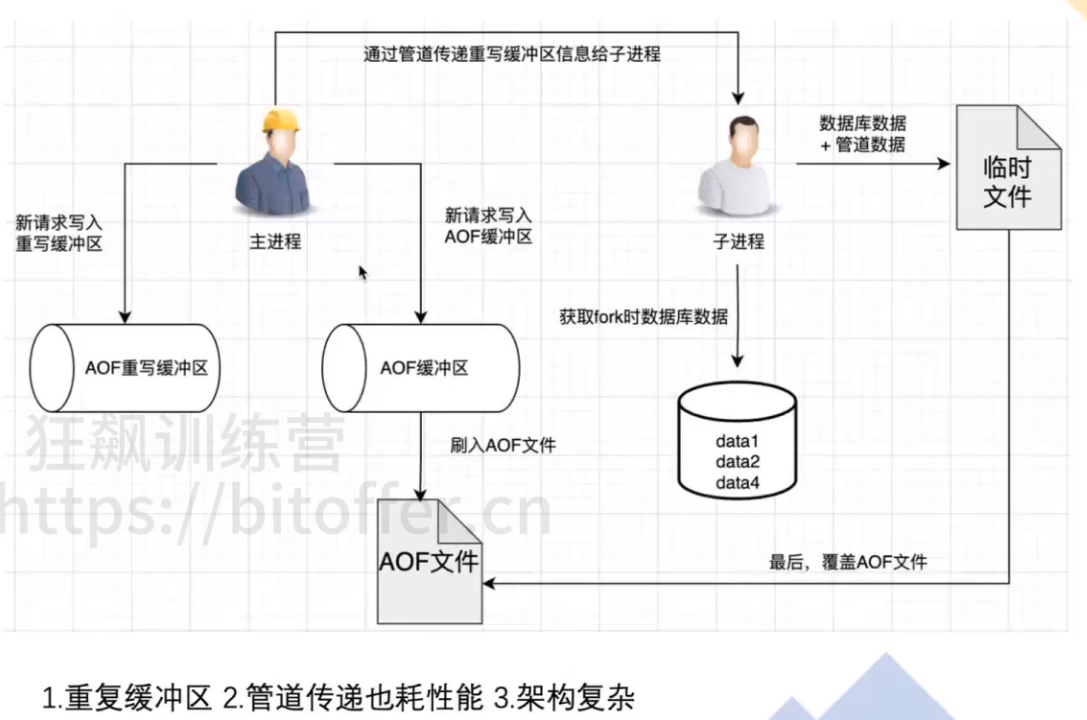 通过管道传递重写缓冲区信息给子进程
数据库数据
+ 管道数据
临时
文件
新请求写入
重写缓冲区
主进程
新请求写入
AOF缓冲区
子进程
获取fork时数据库数据
AOF重写缓冲区
AOF缓冲区
data1
data2
data4
刷入AOF文件
狂飙训练营
https://bitoffer.cn
AOF文件
最后，覆盖AOF文件
1.重复缓冲区 2.管道传递也耗性能 3.架构复杂